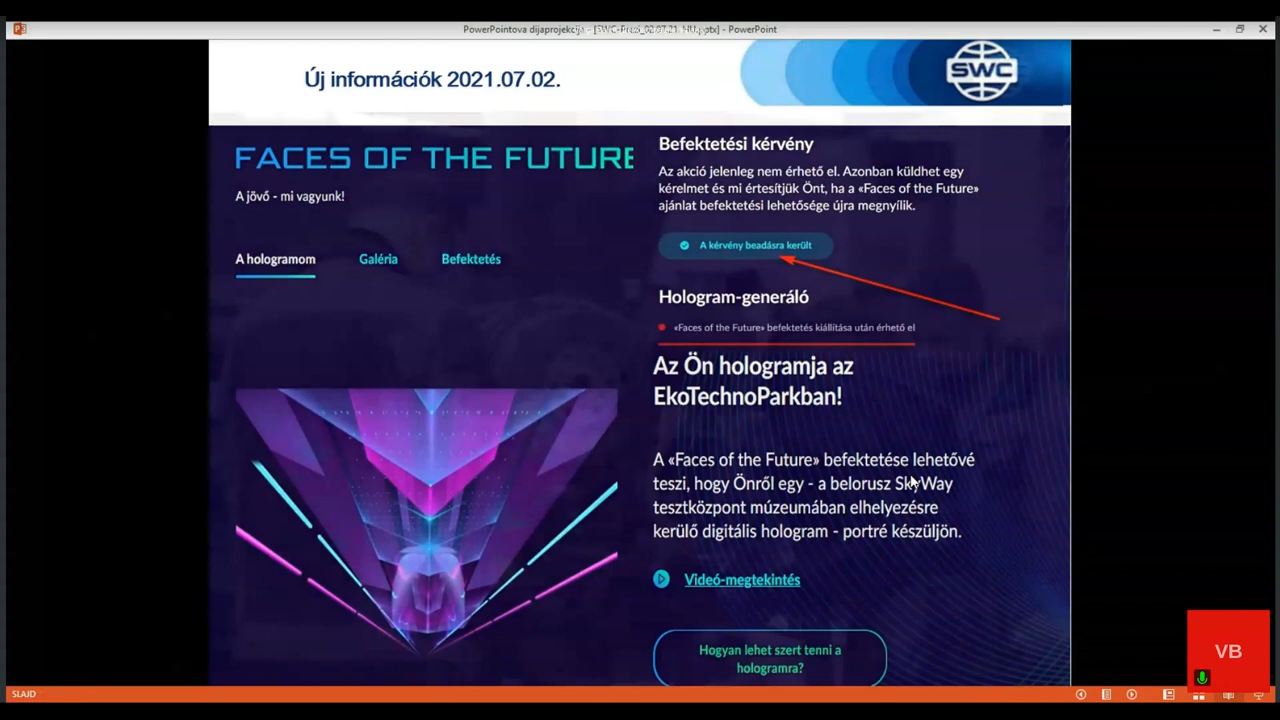 PowerPointova dijaprojekcija
.pptx] - PowerPoint
Új információk 2021.07.02.
SWC
FACES OF THE FUTURE
A jövő - mi vagyunk!
A hologramom
Galéria
Befektetés
Befektetési kérvény
Az akció jelenleg nem érhető el. Azonban küldhet egy
kérelmet és mi értesítjük Önt, ha a «Faces of the Future»
ajánlat befektetési lehetősége újra megnyílik.
A kérvény beadásra került
Hologram-generáló
«Faces of the Future» befektetés kiállítása után érhető el
Az Ön hologramja az
EkoTechnoParkban!
A «Faces of the Future» befektetése lehetővé
teszi, hogy Önről egy - a belorusz SkyWay
tesztközpont múzeumában elhelyezésre
kerülő digitális hologram - portré készüljön.
Videó-megtekintés
Hogyan lehet szert tenni a
hologramra?
VB
SLAJD